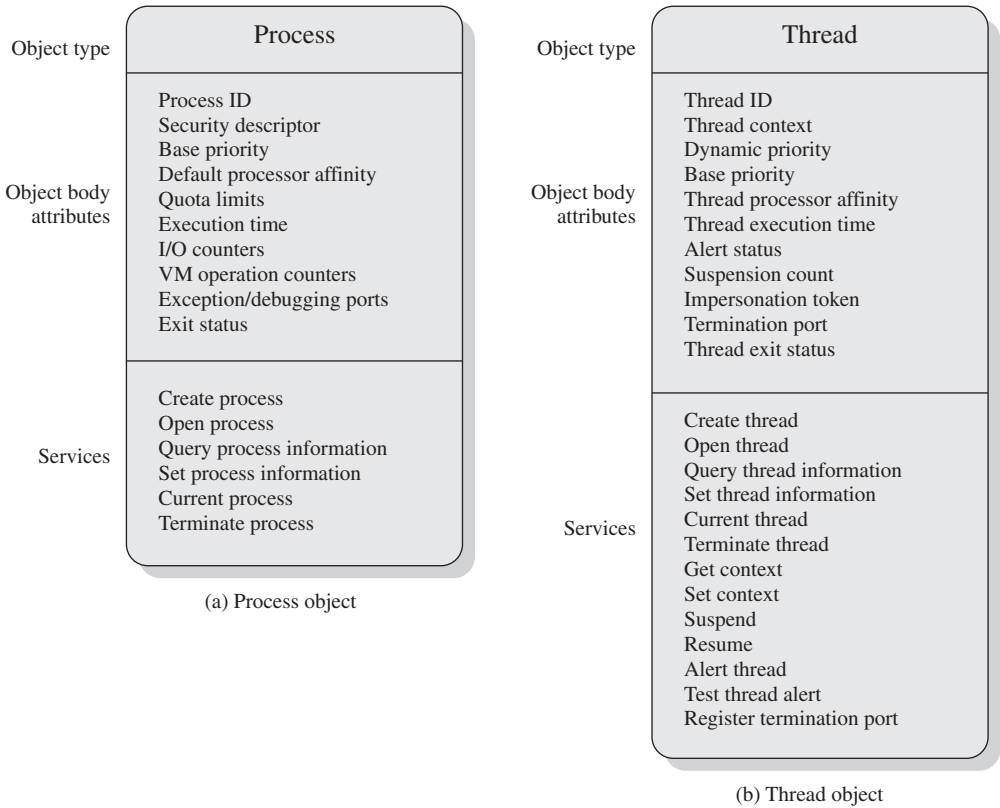 Object type
Process
Object body
attributes
Process ID
Security descriptor
Base priority
Default processor affinity
Quota limits
Execution time
I/O counters
VM operation counters
Exception/debugging ports
Exit status
Services
Create process
Open process
Query process information
Set process information
Current process
Terminate process
(a) Process object
Object type
Thread
Object body
attributes
Thread ID
Thread context
Dynamic priority
Base priority
Thread processor affinity
Thread execution time
Alert status
Suspension count
Impersonation token
Termination port
Thread exit status
Services
Create thread
Open thread
Query thread information
Set thread information
Current thread
Terminate thread
Get context
Set context
Suspend
Resume
Alert thread
Test thread alert
Register termination port
(b) Thread object